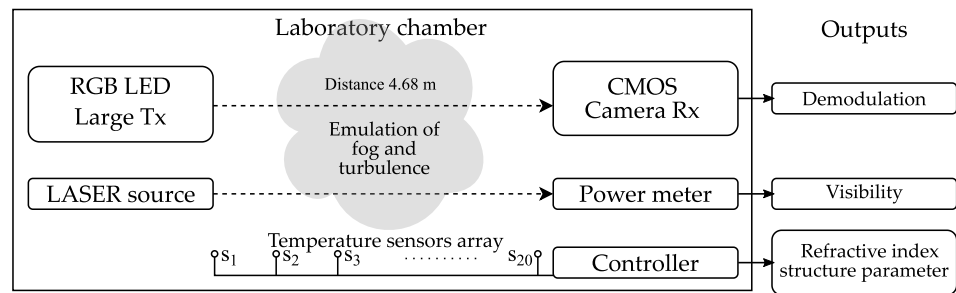 Laboratory chamber
Outputs
RGB LED
Large Tx
Distance 4.68 m
CMOS
Camera Rx
Demodulation
Emulation of
fog and
turbulence
LASER source
Power meter
Visibility
Temperature sensors array
s1 s2 s3 .......... s20
Controller
Refractive index
structure parameter